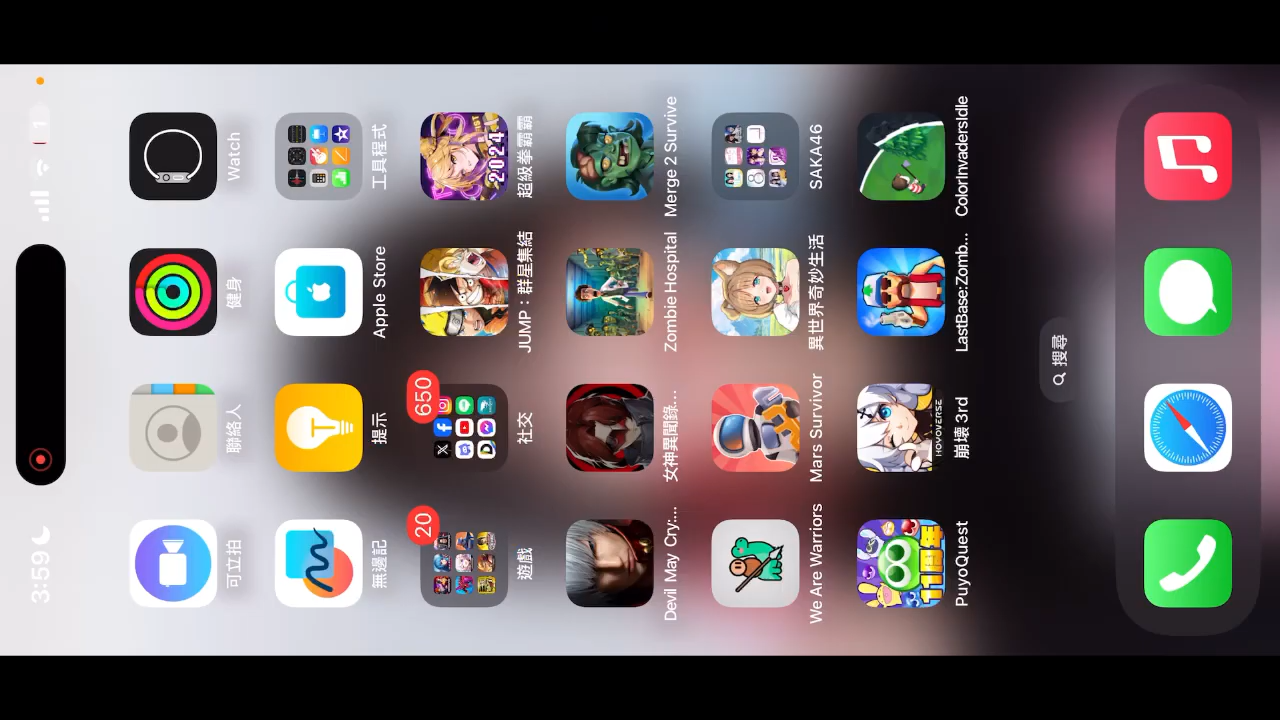 3:59
1
可立拍
聯絡人
健身
Watch
無邊記
提示
Apple Store
工具程式
20
650
遊戲
社交
JUMP：群星集結
超級拳霸霸
2024
Devil May Cry:...
女神異聞錄...
Zombie Hospital
Merge 2 Survive
We Are Warriors
Mars Survivor
異世界奇妙生活
SAKA46
HOYOVERSE
PuyoQuest
崩壞 3rd
LastBase:Zomb...
ColorInvadersIdle
搜尋